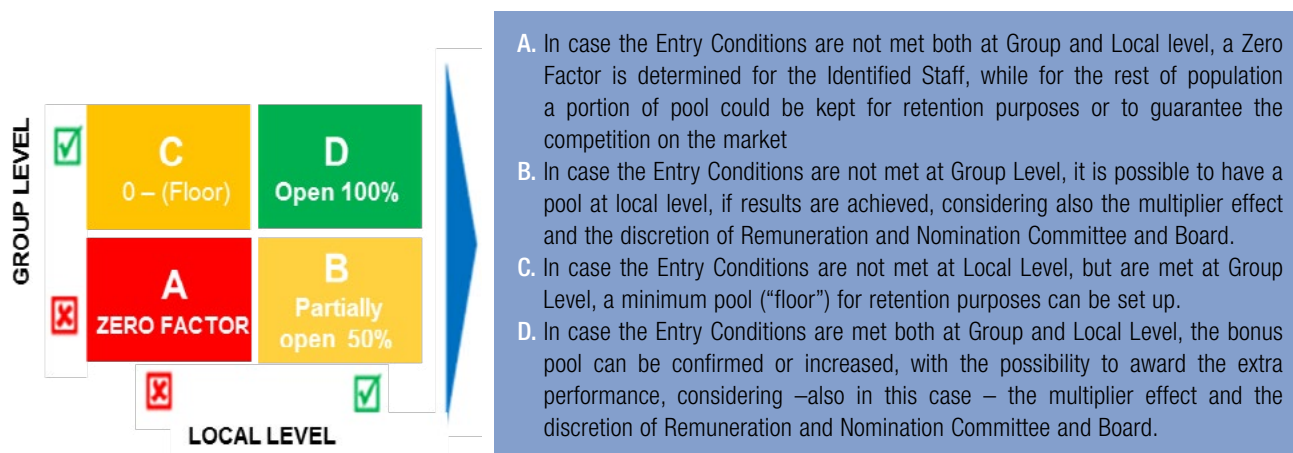 GROUP LEVEL
C
0 – (Floor)
D
Open 100%
A
ZERO FACTOR
B
Partially
open 50%
LOCAL LEVEL
A. In case the Entry Conditions are not met both at Group and Local level, a Zero
Factor is determined for the Identified Staff, while for the rest of population
a portion of pool could be kept for retention purposes or to guarantee the
competition on the market
B. In case the Entry Conditions are not met at Group Level, it is possible to have a
pool at local level, if results are achieved, considering also the multiplier effect
and the discretion of Remuneration and Nomination Committee and Board.
C. In case the Entry Conditions are not met at Local Level, but are met at Group
Level, a minimum pool (“floor”) for retention purposes can be set up.
D. In case the Entry Conditions are met both at Group and Local Level, the bonus
pool can be confirmed or increased, with the possibility to award the extra
performance, considering –also in this case – the multiplier effect and the
discretion of Remuneration and Nomination Committee and Board.